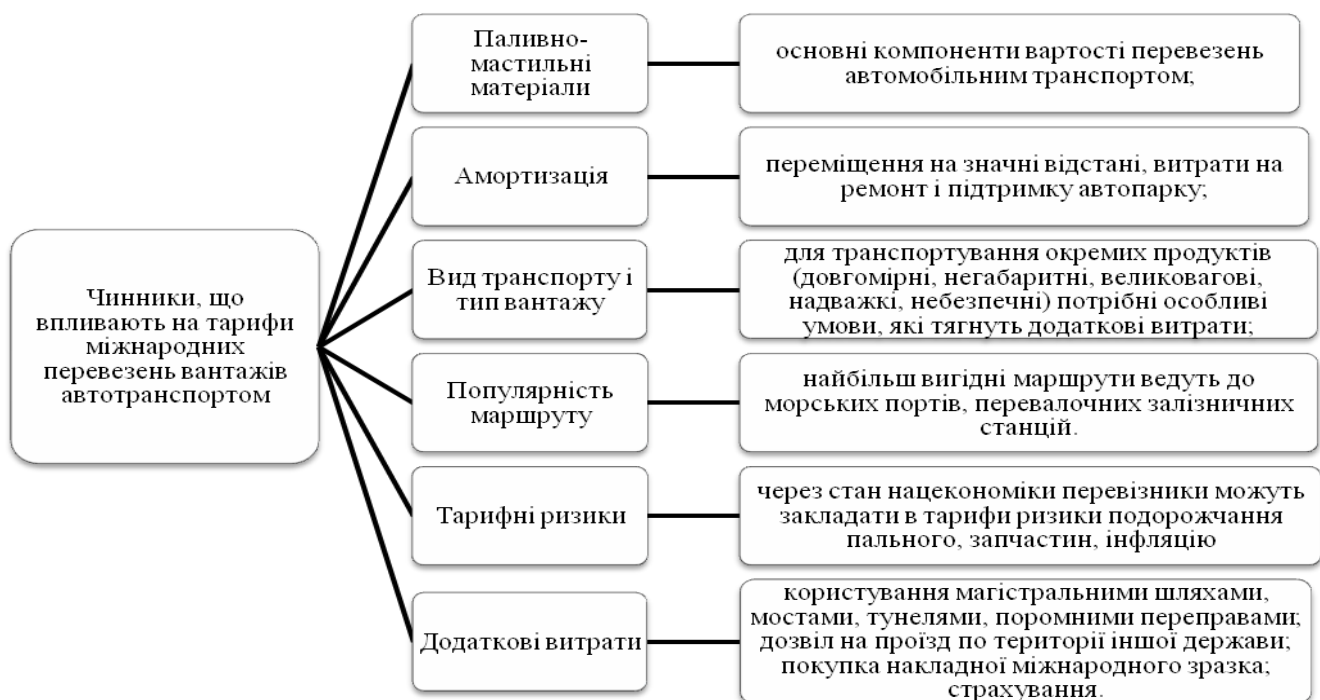 Чинники, що
впливають на тарифи
міжнародних
перевезень вантажів
автотранспортом
Паливно-
мастильні
матеріали
основні компоненти вартості перевезень
автомобільним транспортом;
Амортизація
переміщення на значні відстані, витрати на
ремонт і підтримку автопарку;
Вид транспорту і
тип вантажу
для транспортування окремих продуктів
(довгомірні, негабаритні, великовагові,
надважкі, небезпечні) потрібні особливі
умови, які тягнуть додаткові витрати;
Популярність
маршруту
найбільш вигідні маршрути ведуть до
морських портів, перевалочних залізничних
станцій.
Тарифні ризики
через стан нацекономіки перевізники можуть
закладати в тарифи ризики подорожчання
пального, запчастин, інфляцію
Додаткові витрати
користування магістральними шляхами,
мостами, тунелями, поромними переправами;
дозвіл на проїзд по території іншої держави;
покупка накладної міжнародного зразка;
страхування.